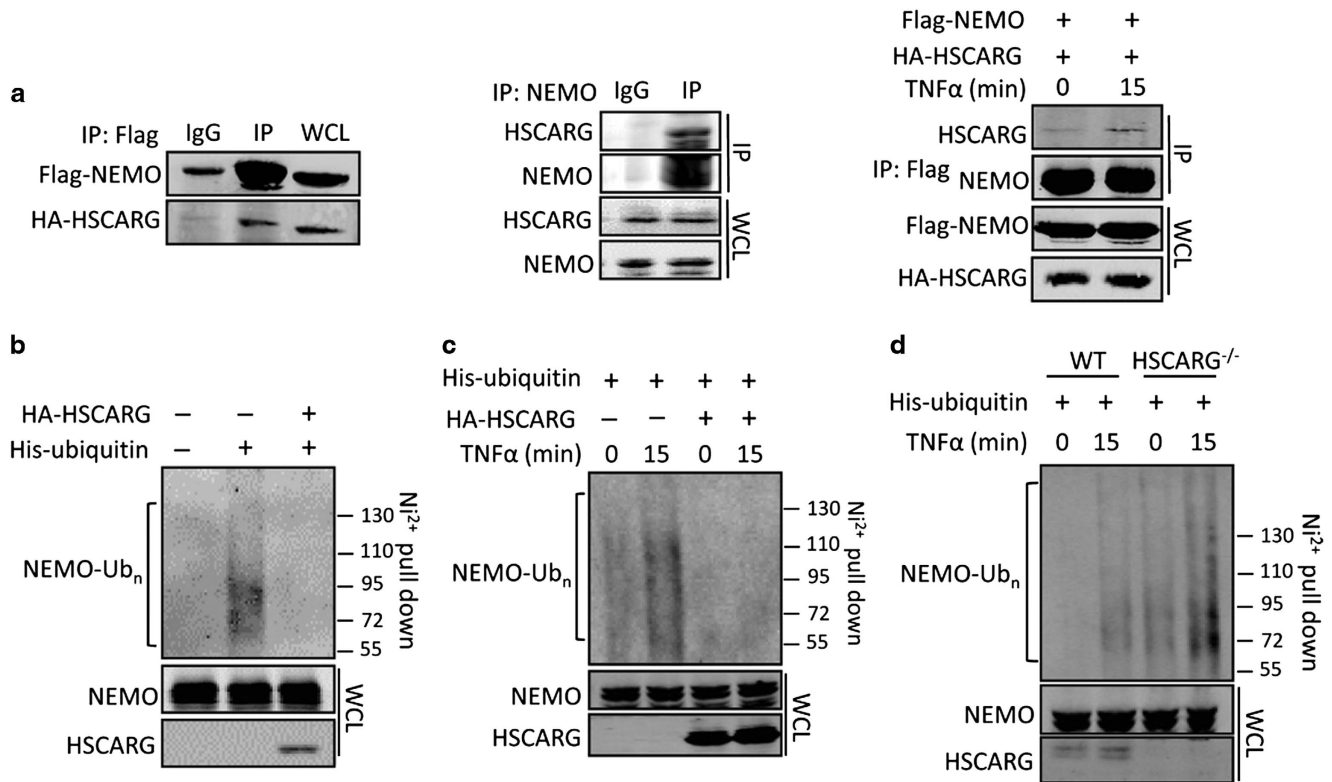 a
IP: Flag IgG IP WCL
Flag-NEMO
HA-HSCARG
IP: NEMO IgG IP
HSCARG
NEMO
IP
HSCARG
NEMO
WCL
Flag-NEMO + +
HA-HSCARG + +
TNFα (min) 0 15
HSCARG
IP: Flag NEMO
IP
Flag-NEMO
HA-HSCARG
WCL
b
HA-HSCARG – – +
His-ubiquitin – + +
NEMO-Ubn
130
110
95
72
55
Ni2+ pull down
NEMO
HSCARG
WCL
c
His-ubiquitin + + + +
HA-HSCARG – – + +
TNFα (min) 0 15 0 15
NEMO-Ubn
130
110
95
72
55
Ni2+ pull down
NEMO
HSCARG
WCL
d
WT HSCARG-/-
His-ubiquitin + + + +
TNFα (min) 0 15 0 15
NEMO-Ubn
130
110
95
72
55
Ni2+ pull down
NEMO
HSCARG
WCL